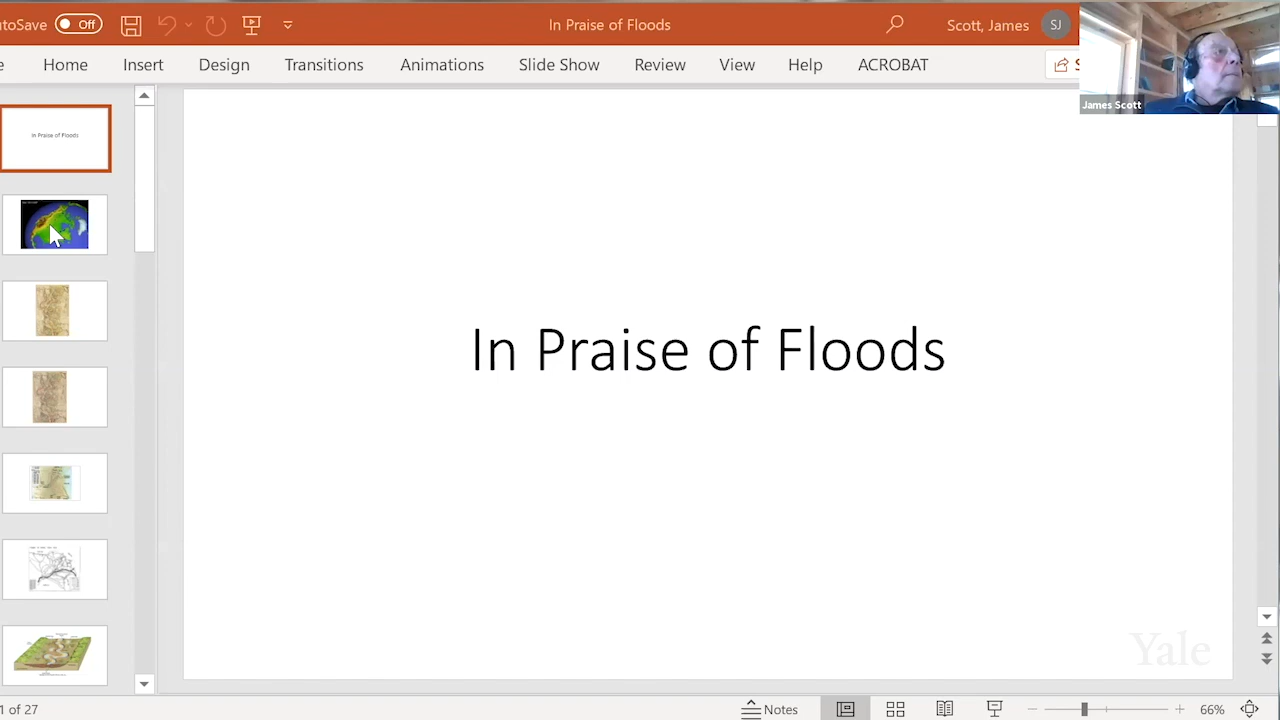 toSave Off
In Praise of Floods
Scott, James
SJ
e
Home
Insert
Design
Transitions
Animations
Slide Show
Review
View
Help
ACROBAT
S
James Scott
In Praise of Floods
In Praise of Floods
Yale
1 of 27
Notes
66%